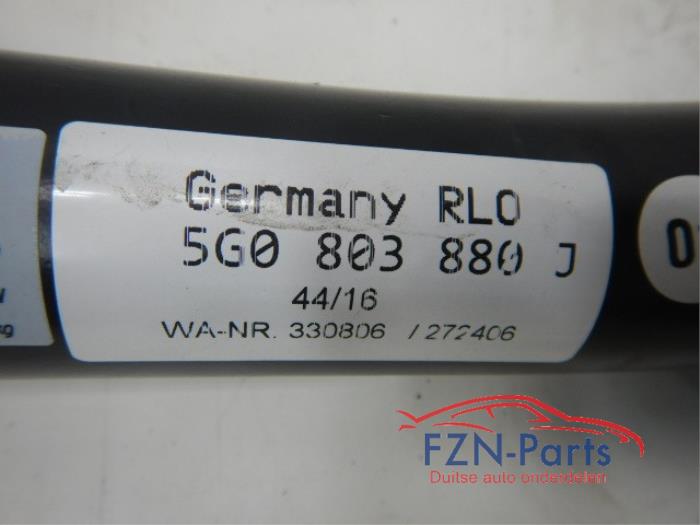 Germany RLO
5G0 803 880 J
44/16
WA-NR. 330806 / 272406
FZN-Parts
Duitse auto onderdelen